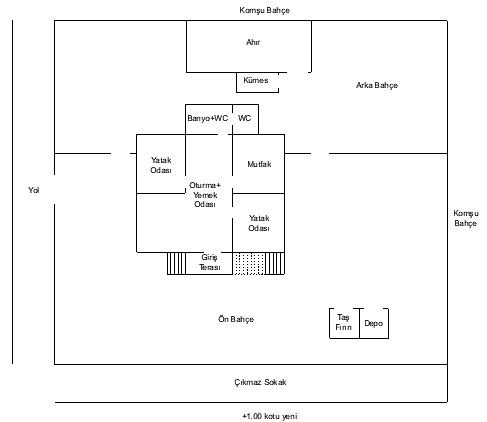 Komşu Bahçe
Ahır
Kümes
Arka Bahçe
Banyo+WC
WC
Yatak
Odası
Mutfak
Oturma+
Yemek
Odası
Yol
Yatak
Odası
Komşu
Bahçe
Giriş
Terası
Ön Bahçe
Taş
Fırın
Depo
Çıkmaz Sokak
+1.00 kotu yeni